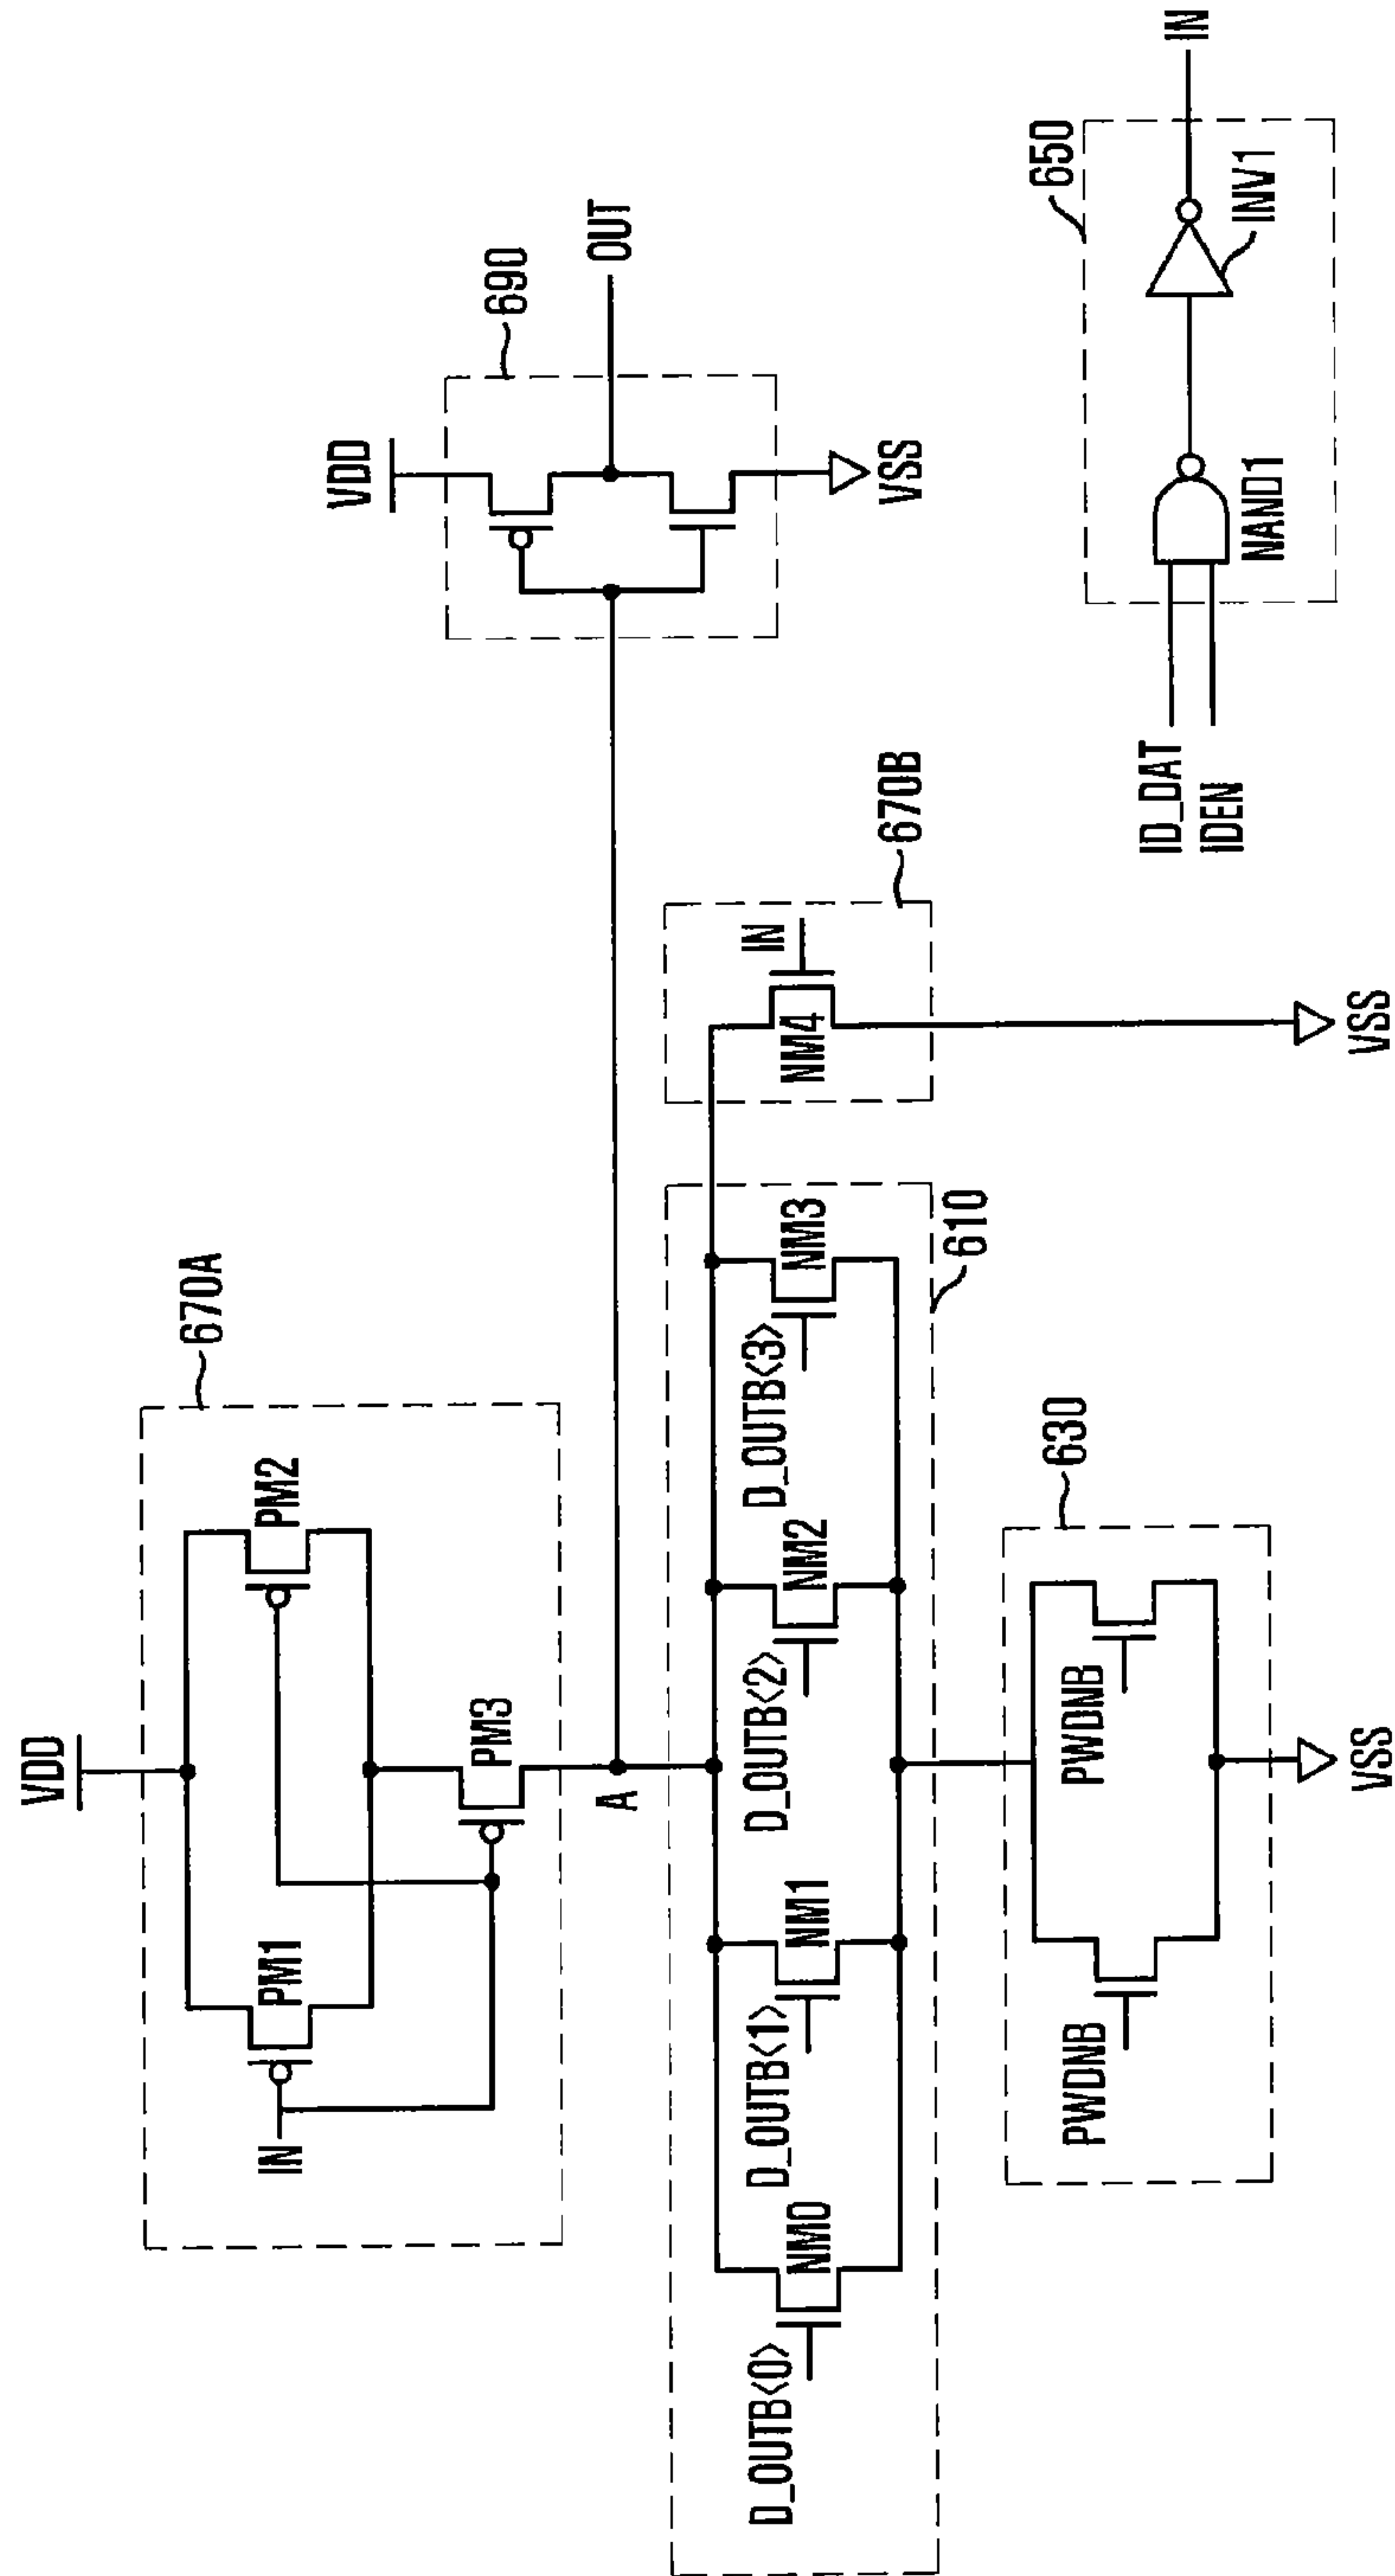 VDD
670A
PM1
PM2
IN
PM3
A
VDD
690
OUT
VSS
D_OUTB<0>
NM0
D_OUTB<1>
NM1
D_OUTB<2>
NM2
D_OUTB<3>
NM3
610
NM4
IN
670B
VSS
PWDNB
PWDNB
630
VSS
ID_DAT
IDEN
NAND1
INV1
650
IN